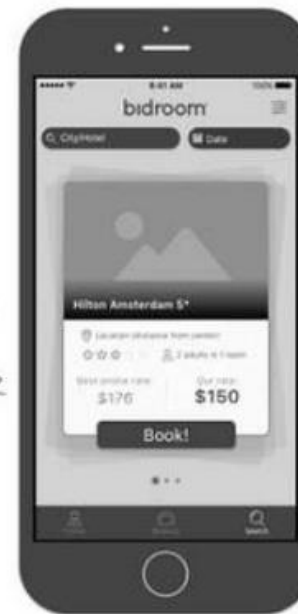 9:41 AM 100%
bidroom
City/Hotel Date
Hilton Amsterdam 5*
Location (distance from center)
2 adults in 1 room
Best online rate: Our rate:
$176 $150
Book!
Search